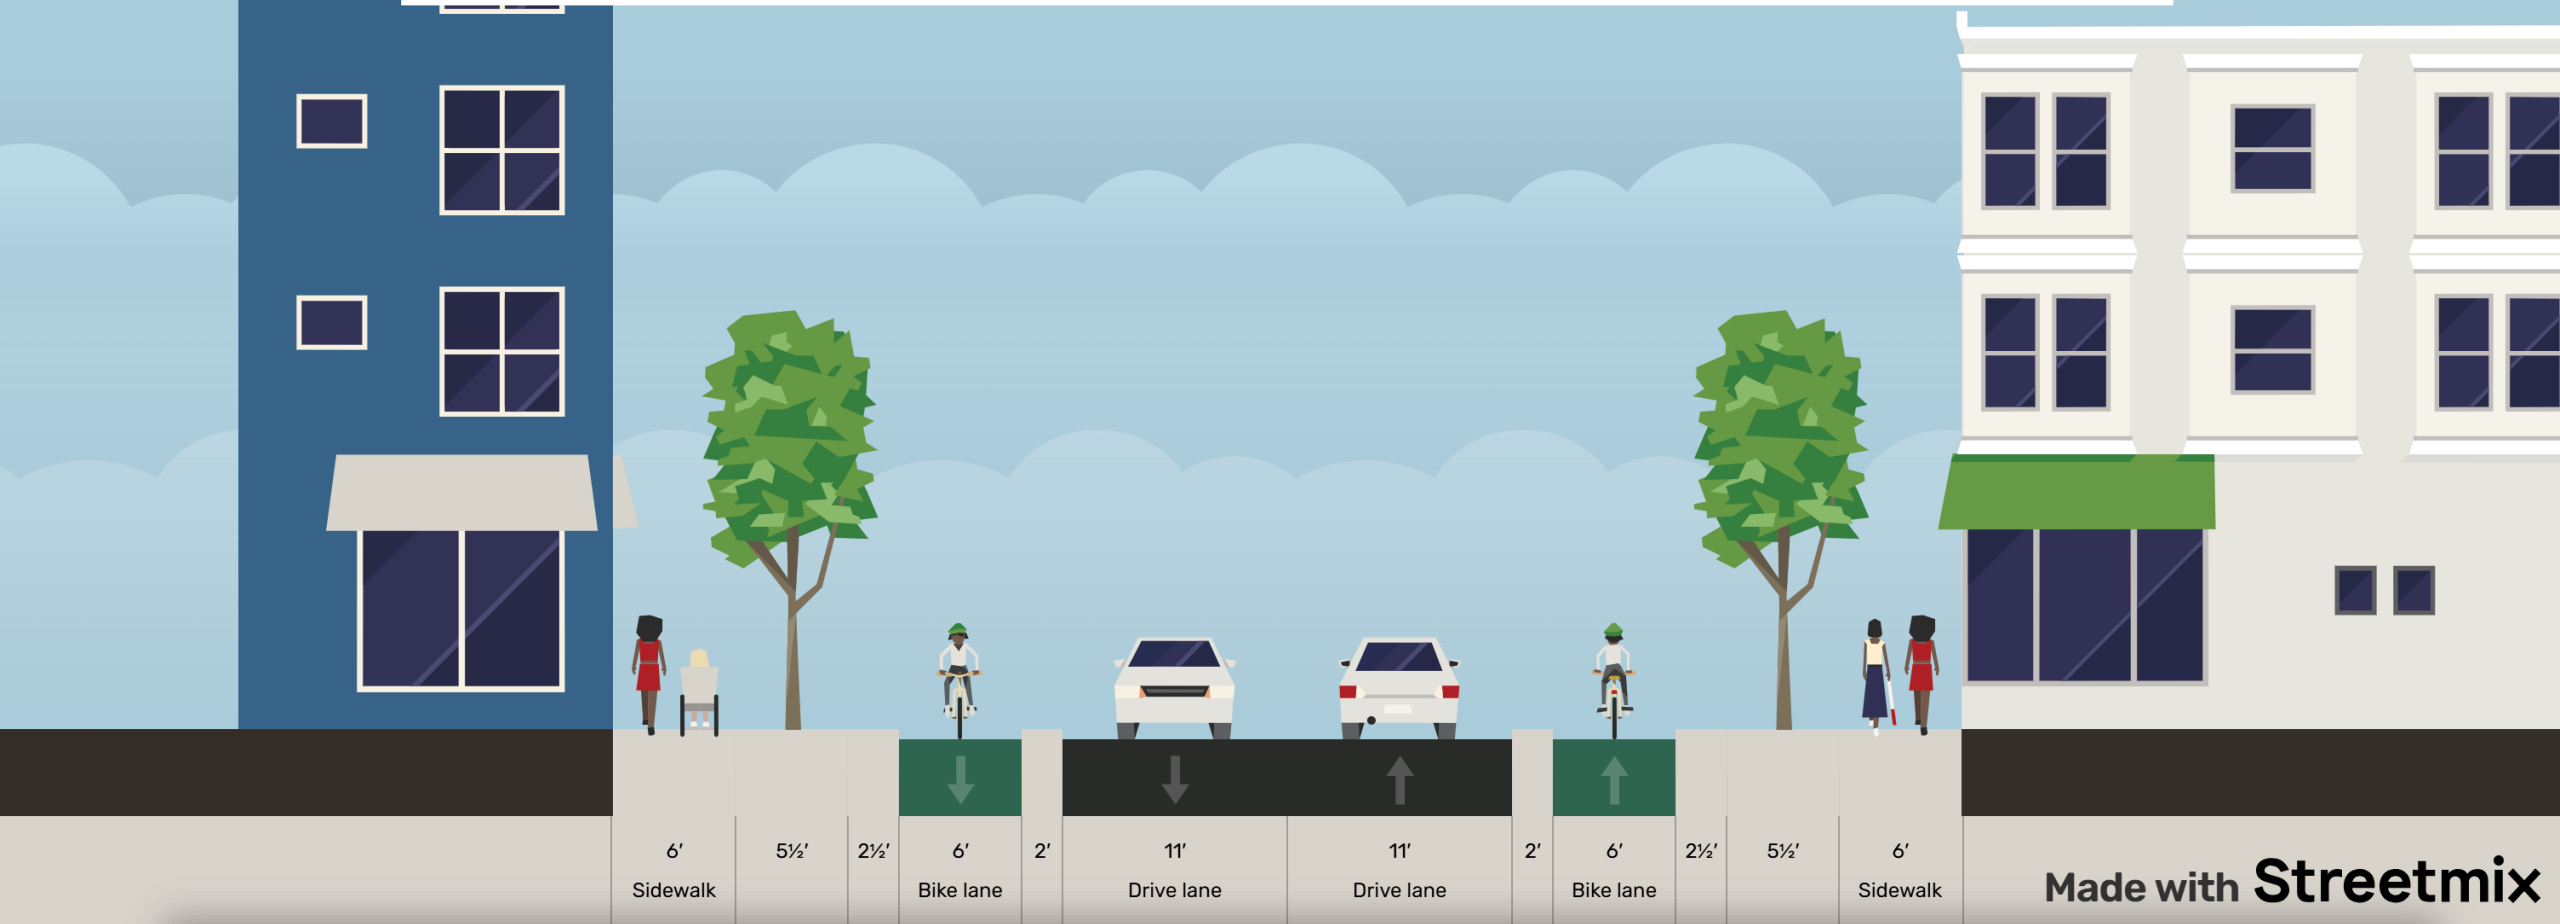 6′ 5½′ 2½′ 6′ 2′ 11′ 11′ 2′ 6′ 2½′ 5½′ 6′
Sidewalk Bike lane Drive lane Drive lane Bike lane Sidewalk
Made with Streetmix